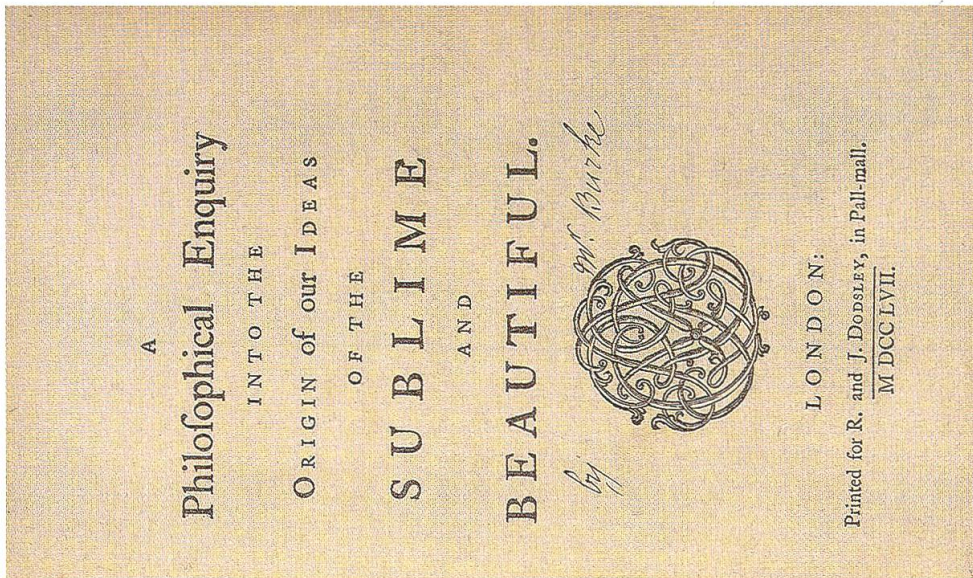 A
Philoſophical Enquiry
INTO THE
ORIGIN of our IDEAS
OF THE
SUBLIME
AND
BEAUTIFUL.
by Mr. Burke
LONDON:
Printed for R. and J. DODSLEY, in Pall-mall.
M DCC LVII.